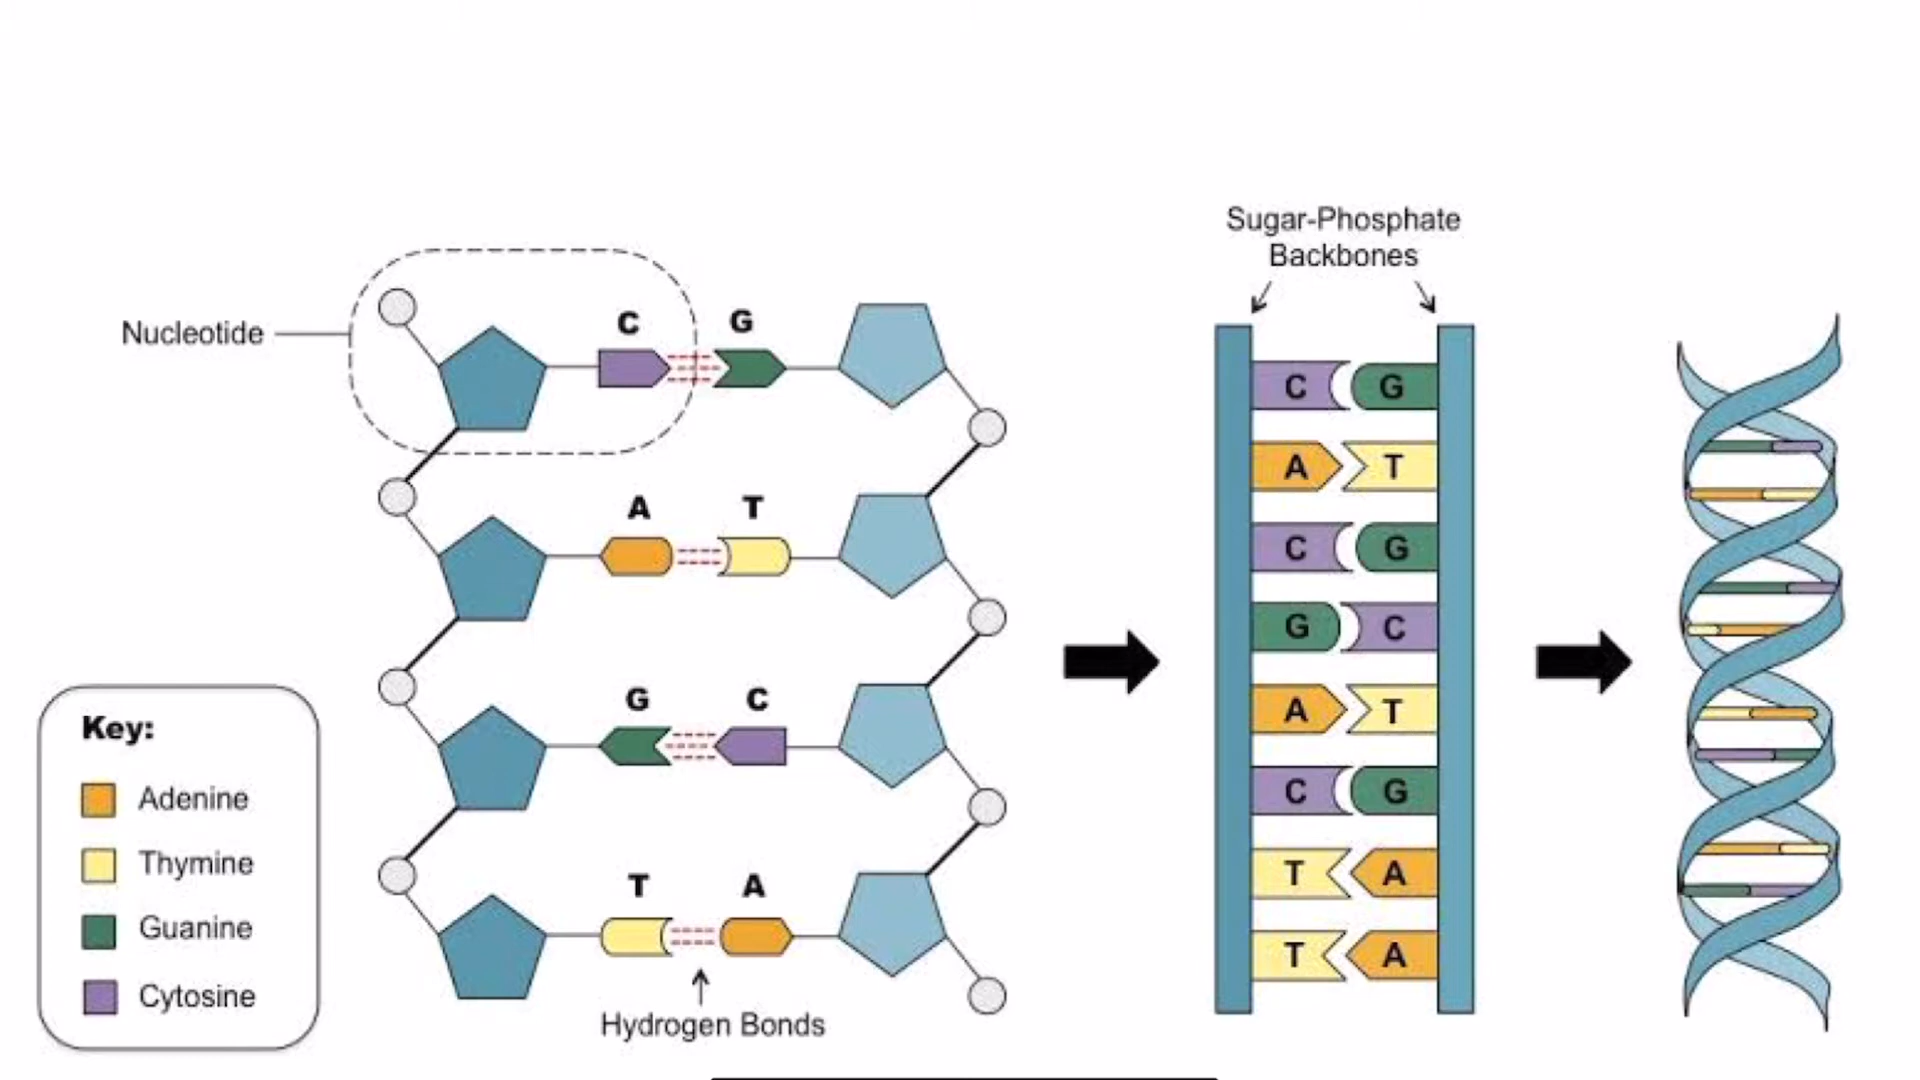 Sugar-Phosphate
Backbones
Nucleotide
C G
A T
G C
T A
Hydrogen Bonds
Key:
Adenine
Thymine
Guanine
Cytosine
C G
A T
C G
G C
A T
C G
T A
T A